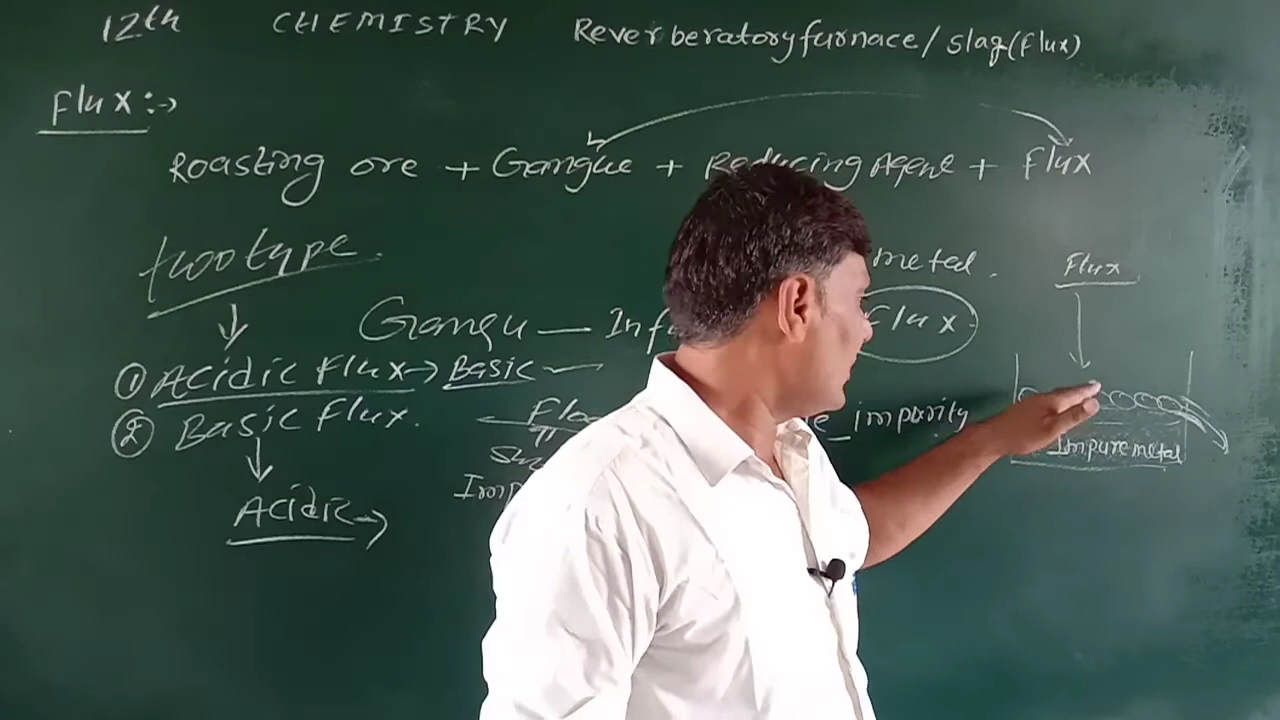 12th CHEMISTRY Reverberatory furnace / slag (flux)
Flux :→
Roasting ore + Gangue + Reducing Agent + Flux
two type.
metal.
Flux
Gangu — Inf Flux.
① Acidic Flux → Basic —
② Basic Flux.
impurity
Impure metal
Acidic →